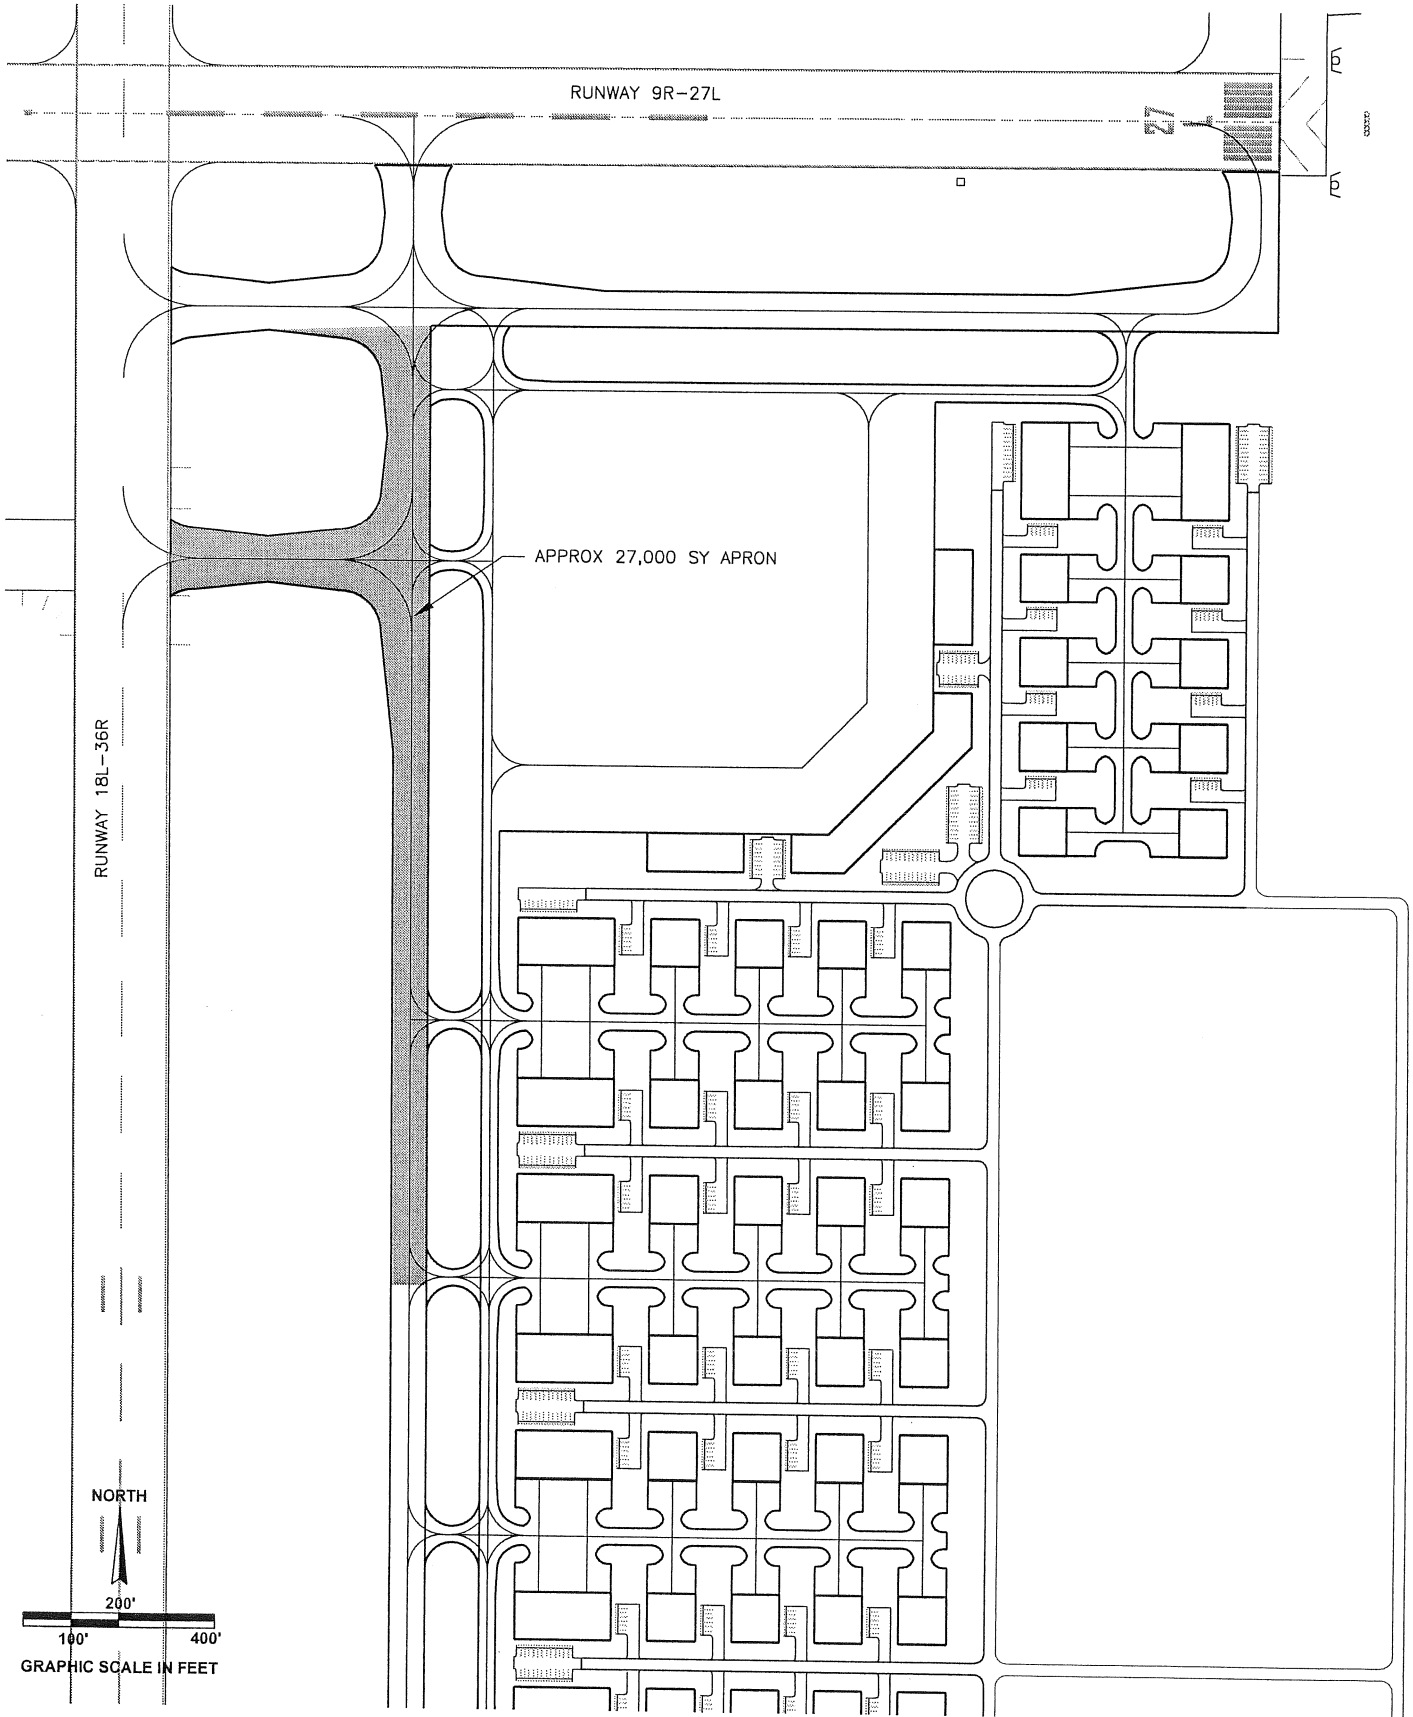 RUNWAY 9R-27L
27
L
APPROX 27,000 SY APRON
RUNWAY 18L-36R
NORTH
200'
100' 400'
GRAPHIC SCALE IN FEET